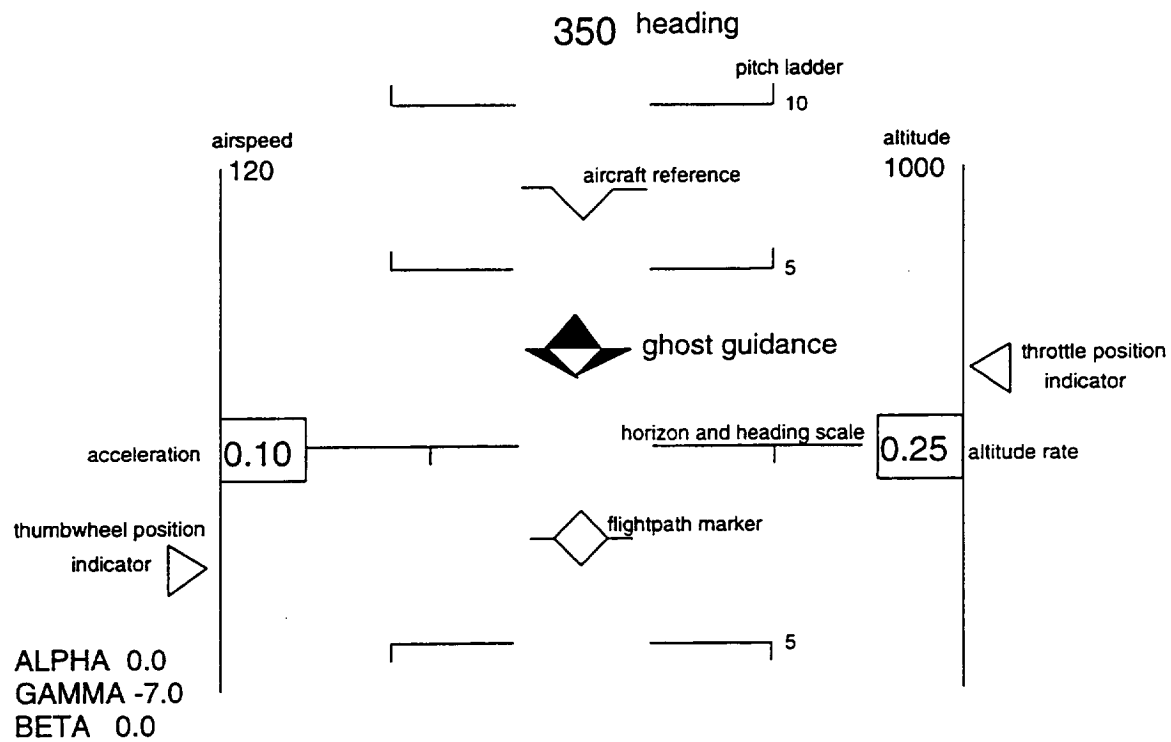 350 heading
pitch ladder
10
airspeed
120
altitude
1000
aircraft reference
5
ghost guidance
throttle position
indicator
horizon and heading scale
acceleration
0.10
0.25
altitude rate
thumbwheel position
indicator
flightpath marker
5
ALPHA 0.0
GAMMA -7.0
BETA 0.0